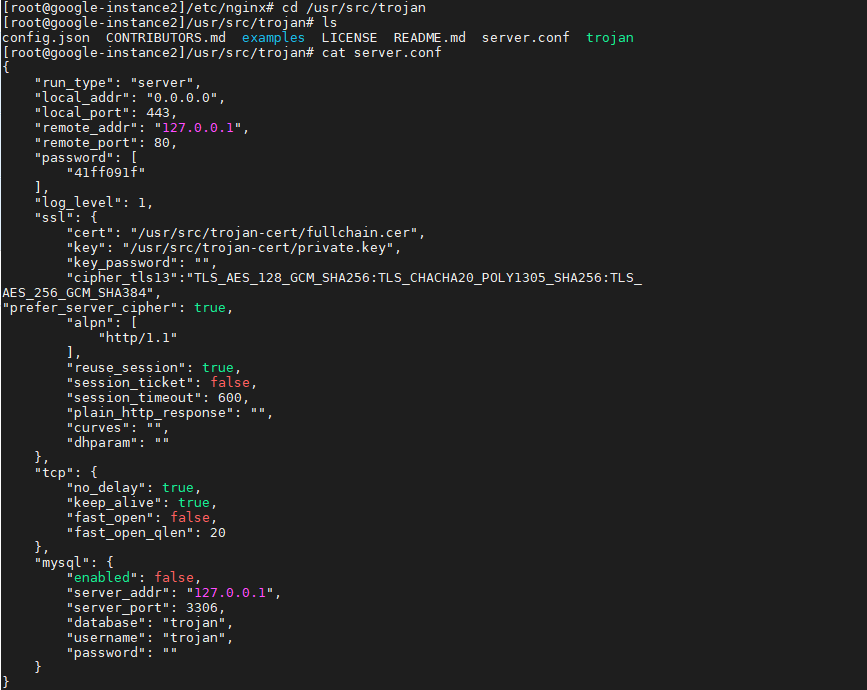 [root@google-instance2]/etc/nginx# cd /usr/src/trojan
[root@google-instance2]/usr/src/trojan# ls
config.json  CONTRIBUTORS.md  examples  LICENSE  README.md  server.conf  trojan
[root@google-instance2]/usr/src/trojan# cat server.conf
{
    "run_type": "server",
    "local_addr": "0.0.0.0",
    "local_port": 443,
    "remote_addr": "127.0.0.1",
    "remote_port": 80,
    "password": [
        "41ff091f"
    ],
    "log_level": 1,
    "ssl": {
        "cert": "/usr/src/trojan-cert/fullchain.cer",
        "key": "/usr/src/trojan-cert/private.key",
        "key_password": "",
        "cipher_tls13":"TLS_AES_128_GCM_SHA256:TLS_CHACHA20_POLY1305_SHA256:TLS_
AES_256_GCM_SHA384",
"prefer_server_cipher": true,
        "alpn": [
            "http/1.1"
        ],
        "reuse_session": true,
        "session_ticket": false,
        "session_timeout": 600,
        "plain_http_response": "",
        "curves": "",
        "dhparam": ""
    },
    "tcp": {
        "no_delay": true,
        "keep_alive": true,
        "fast_open": false,
        "fast_open_qlen": 20
    },
    "mysql": {
        "enabled": false,
        "server_addr": "127.0.0.1",
        "server_port": 3306,
        "database": "trojan",
        "username": "trojan",
        "password": ""
    }
}